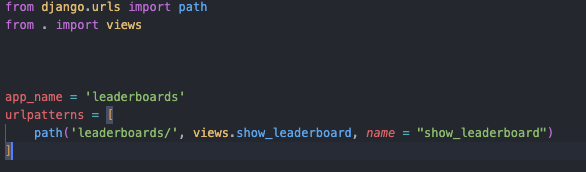 from django.urls import path
from . import views
app_name = 'leaderboards'
urlpatterns = [
    path('leaderboards/', views.show_leaderboard, name = "show_leaderboard")
]